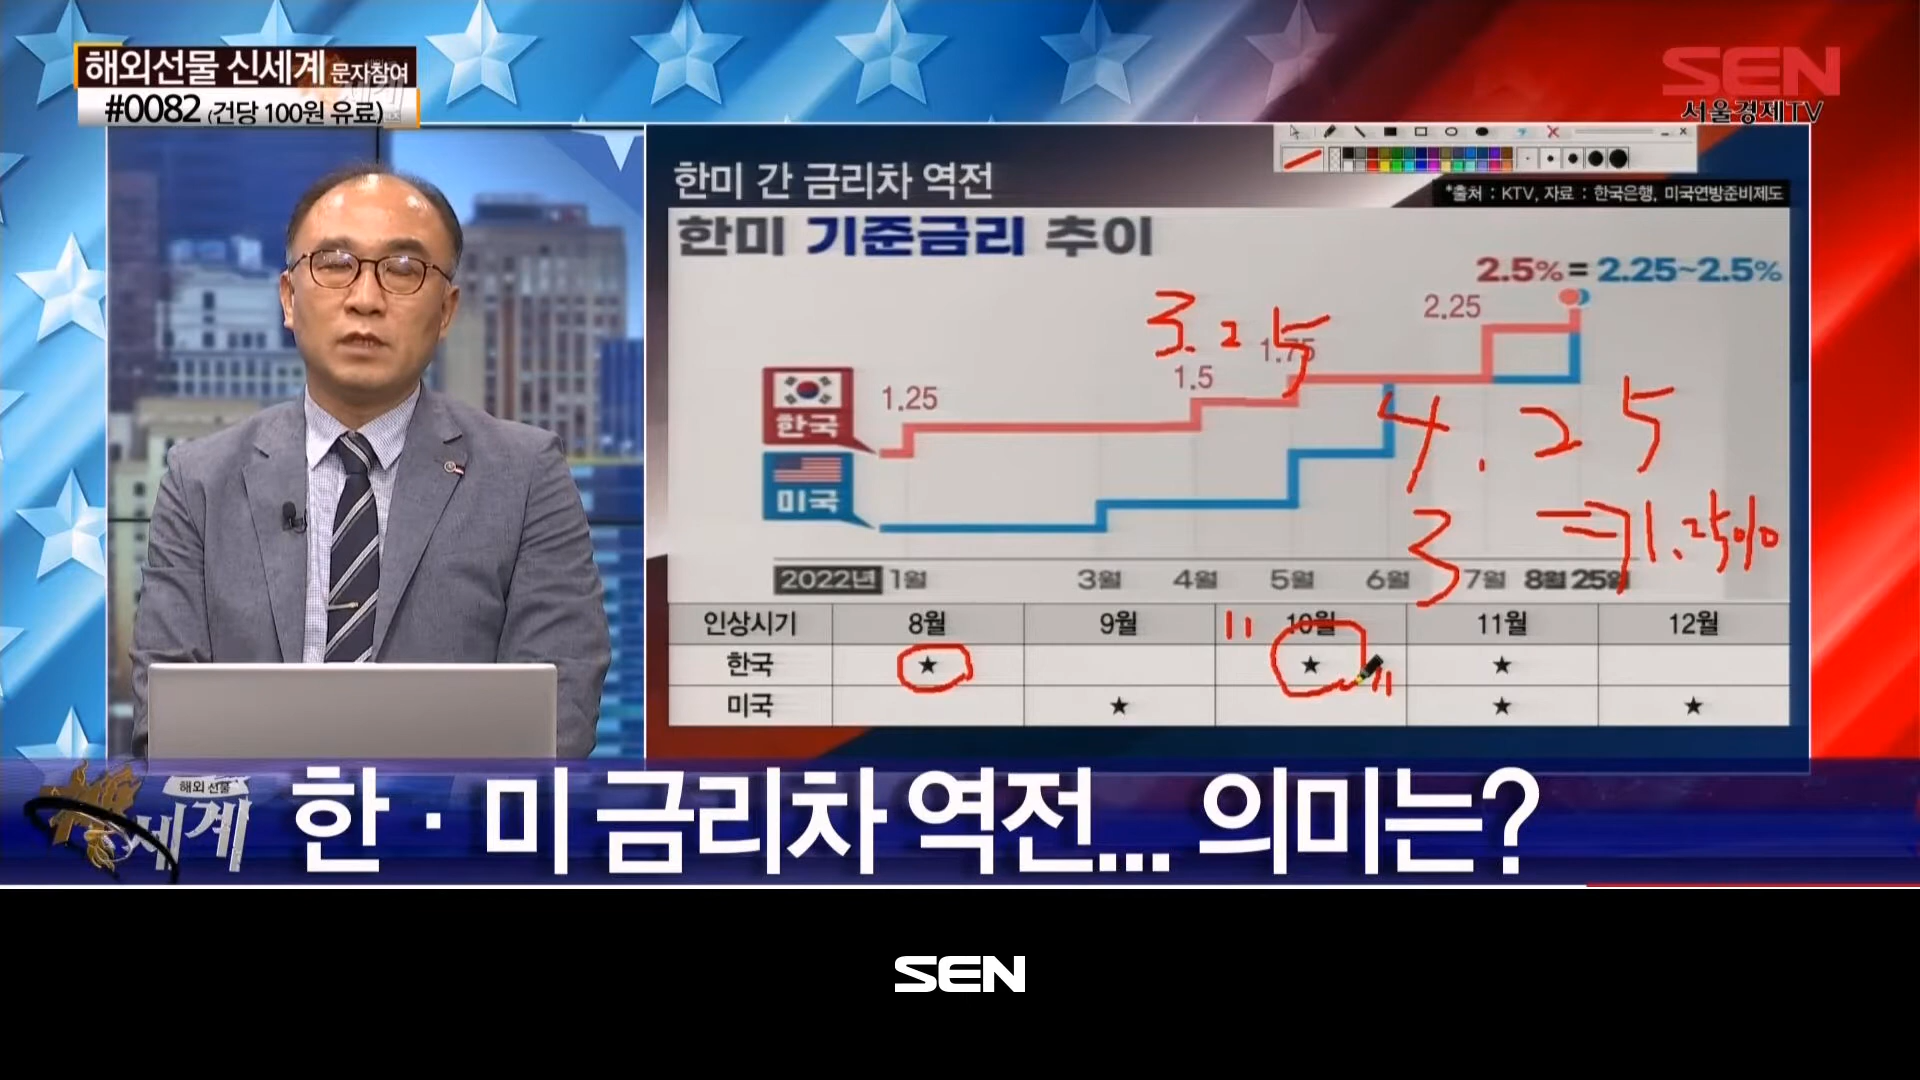 해외선물 신세계 문자참여
#0082 (건당 100원 유료)
SEN
서울경제TV
한미 간 금리차 역전
*출처 : KTV, 자료 : 한국은행, 미국연방준비제도
한미 기준금리 추이
2.5% = 2.25~2.5%
2.25
3.25
1.75
1.5
1.25
한국
미국
4.25
3 ⇒ 1.25%
2022년 1월 3월 4월 5월 6월 7월 8월 25일
인상시기 8월 9월 10월 11월 12월
한국 ★ ★ ★
미국 ★ ★ ★
해외 선물
세계
한 · 미 금리차 역전... 의미는?
SEN